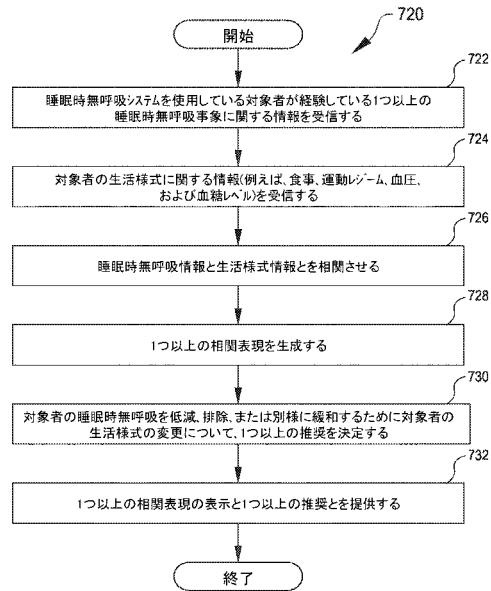 720
開始
722
睡眠時無呼吸システムを使用している対象者が経験している1つ以上の
睡眠時無呼吸事象に関する情報を受信する
724
対象者の生活様式に関する情報(例えば、食事、運動レジーム、血圧、
および血糖レベル)を受信する
726
睡眠時無呼吸情報と生活様式情報とを相関させる
728
1つ以上の相関表現を生成する
730
対象者の睡眠時無呼吸を低減、排除、または別様に緩和するために対象者の
生活様式の変更について、1つ以上の推奨を決定する
732
1つ以上の相関表現の表示と1つ以上の推奨とを提供する
終了